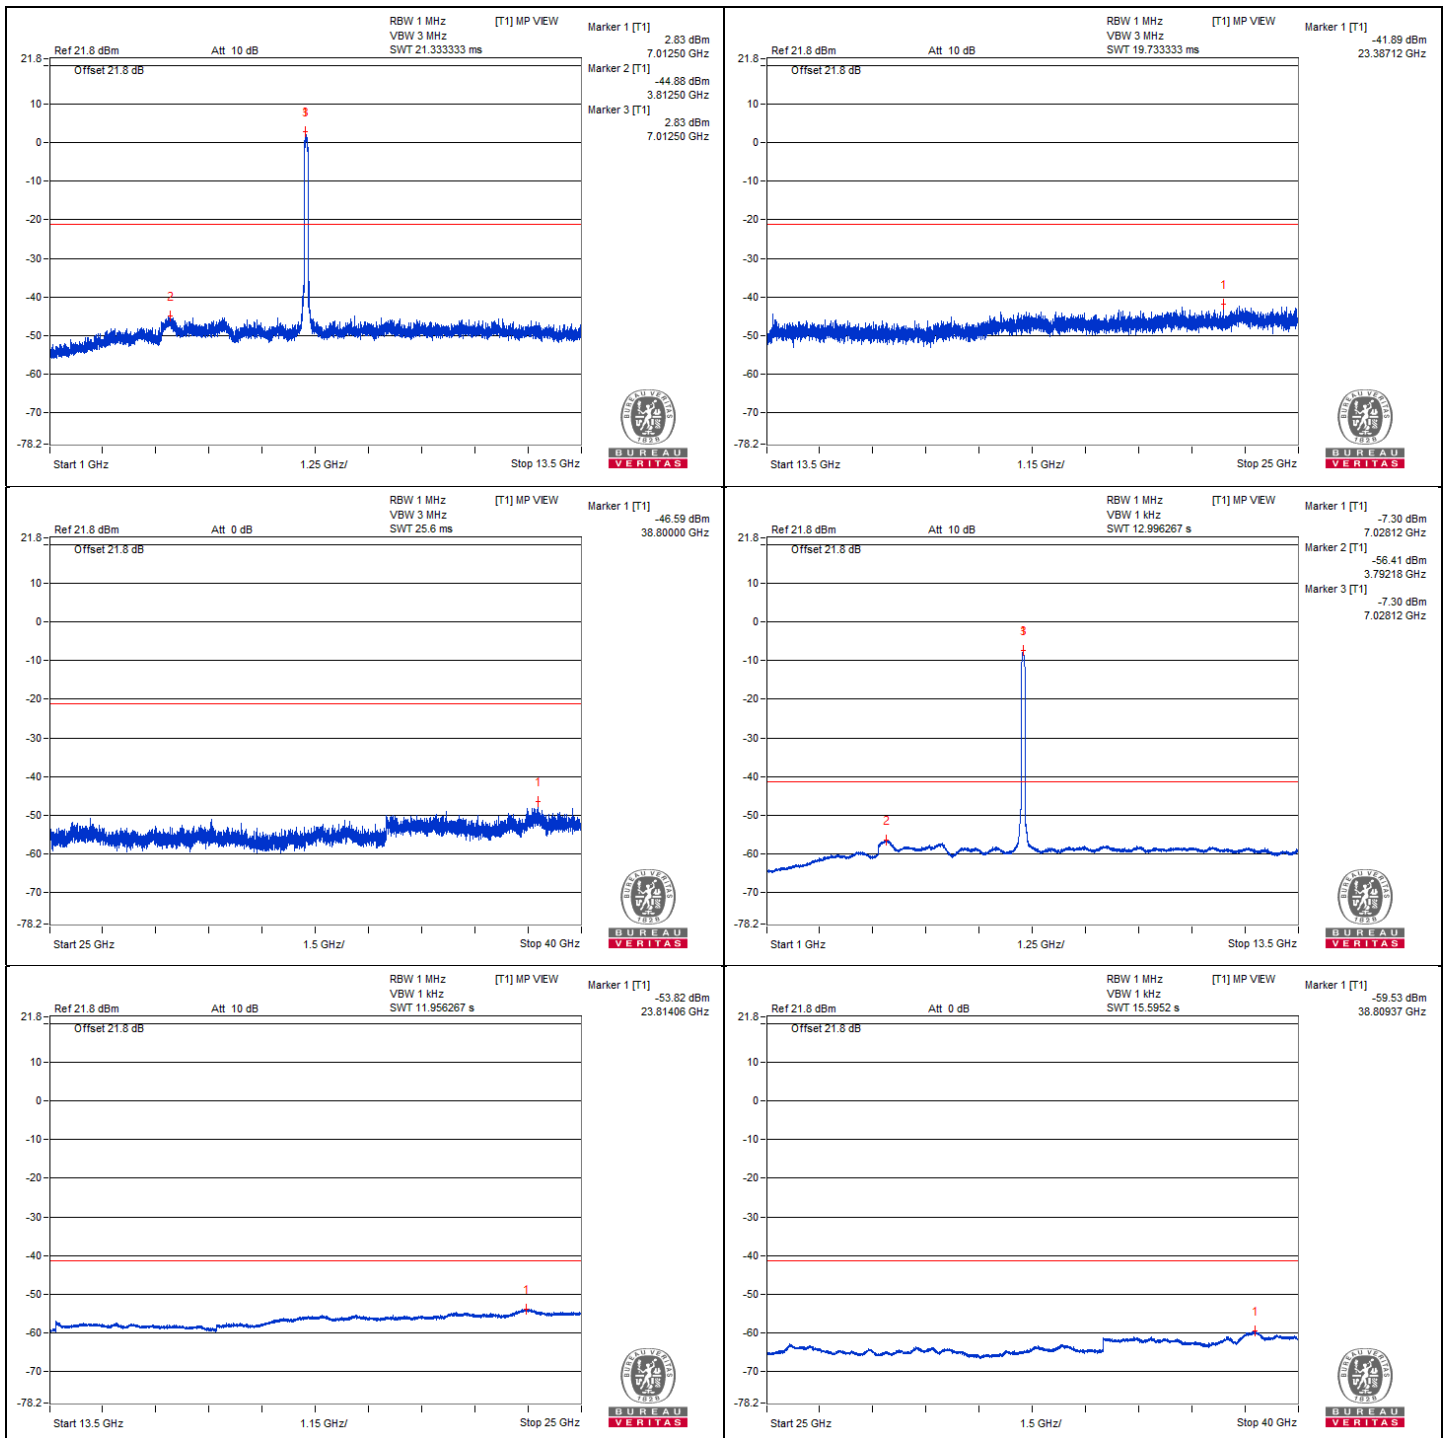 RBW 1 MHz [T1] MP VIEW
VBW 3 MHz
Ref 21.8 dBm Att 10 dB SWT 21.333333 ms
Marker 1 [T1]
2.83 dBm
7.01250 GHz
Marker 2 [T1]
-44.88 dBm
3.81250 GHz
Marker 3 [T1]
2.83 dBm
7.01250 GHz
Offset 21.8 dB
21.8
10
0
-10
-20
-30
-40
-50
-60
-70
-78.2
2
Start 1 GHz 1.25 GHz/ Stop 13.5 GHz
BUREAU VERITAS
1828
BUREAU
VERITAS
RBW 1 MHz [T1] MP VIEW
VBW 3 MHz
Ref 21.8 dBm Att 10 dB SWT 19.733333 ms
Marker 1 [T1]
-41.89 dBm
23.38712 GHz
Offset 21.8 dB
21.8
10
0
-10
-20
-30
-40
-50
-60
-70
-78.2
1
Start 13.5 GHz 1.15 GHz/ Stop 25 GHz
BUREAU VERITAS
1828
BUREAU
VERITAS
RBW 1 MHz [T1] MP VIEW
VBW 3 MHz
Ref 21.8 dBm Att 0 dB SWT 25.6 ms
Marker 1 [T1]
-46.59 dBm
38.80000 GHz
Offset 21.8 dB
21.8
10
0
-10
-20
-30
-40
-50
-60
-70
-78.2
1
Start 25 GHz 1.5 GHz/ Stop 40 GHz
BUREAU VERITAS
1828
BUREAU
VERITAS
RBW 1 MHz [T1] MP VIEW
VBW 1 kHz
Ref 21.8 dBm Att 10 dB SWT 12.996267 s
Marker 1 [T1]
-7.30 dBm
7.02812 GHz
Marker 2 [T1]
-56.41 dBm
3.79218 GHz
Marker 3 [T1]
-7.30 dBm
7.02812 GHz
Offset 21.8 dB
21.8
10
0
-10
-20
-30
-40
-50
-60
-70
-78.2
2
Start 1 GHz 1.25 GHz/ Stop 13.5 GHz
BUREAU VERITAS
1828
BUREAU
VERITAS
RBW 1 MHz [T1] MP VIEW
VBW 1 kHz
Ref 21.8 dBm Att 10 dB SWT 11.956267 s
Marker 1 [T1]
-53.82 dBm
23.81406 GHz
Offset 21.8 dB
21.8
10
0
-10
-20
-30
-40
-50
-60
-70
-78.2
1
Start 13.5 GHz 1.15 GHz/ Stop 25 GHz
BUREAU VERITAS
1828
BUREAU
VERITAS
RBW 1 MHz [T1] MP VIEW
VBW 1 kHz
Ref 21.8 dBm Att 0 dB SWT 15.5952 s
Marker 1 [T1]
-59.53 dBm
38.80937 GHz
Offset 21.8 dB
21.8
10
0
-10
-20
-30
-40
-50
-60
-70
-78.2
1
Start 25 GHz 1.5 GHz/ Stop 40 GHz
BUREAU VERITAS
1828
BUREAU
VERITAS